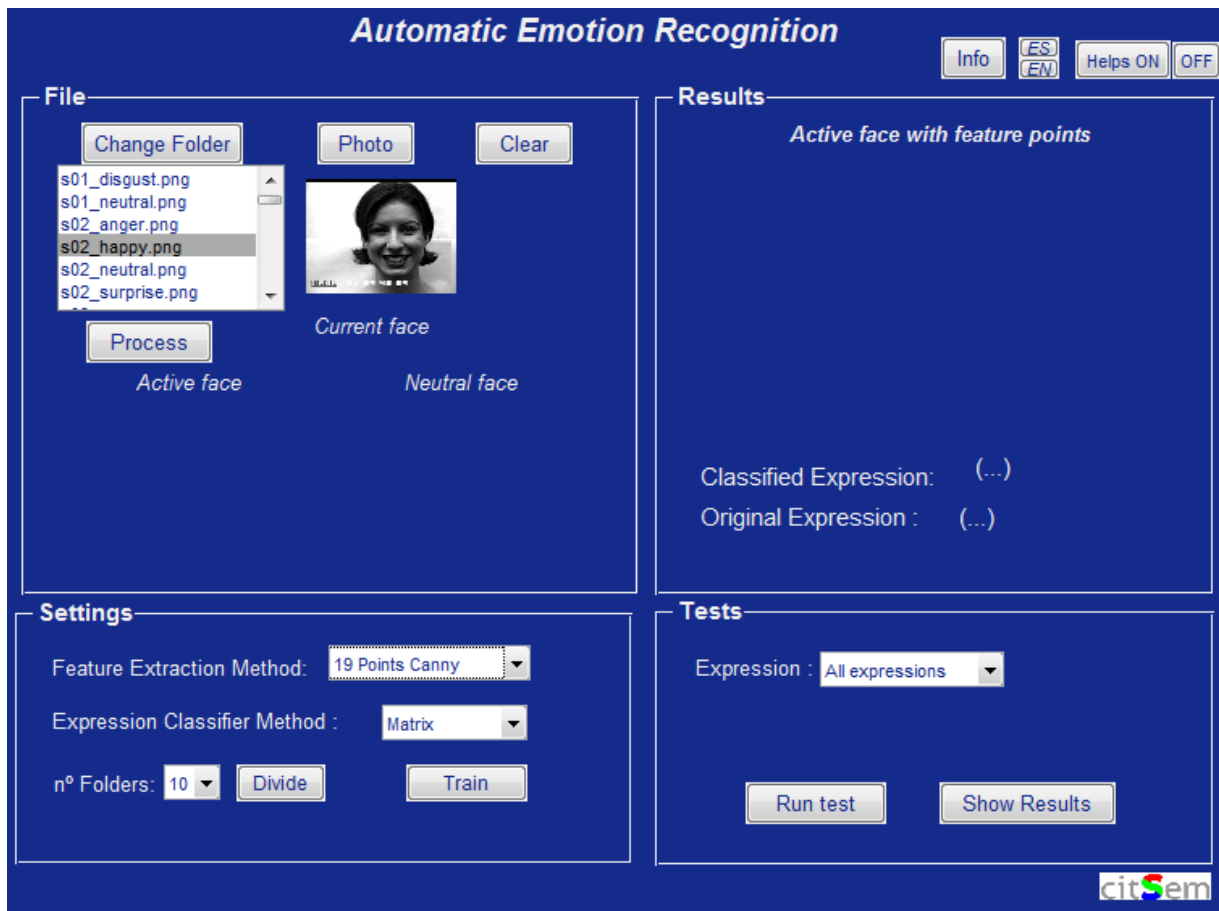 Automatic Emotion Recognition
Info
ES
EN
Helps ON
OFF
File
Change Folder
Photo
Clear
s01_disgust.png
s01_neutral.png
s02_anger.png
s02_happy.png
s02_neutral.png
s02_surprise.png
Current face
Process
Active face
Neutral face
Results
Active face with feature points
Classified Expression: (...)
Original Expression : (...)
Settings
Feature Extraction Method: 19 Points Canny
Expression Classifier Method : Matrix
nº Folders: 10 Divide Train
Tests
Expression : All expressions
Run test
Show Results
citSem